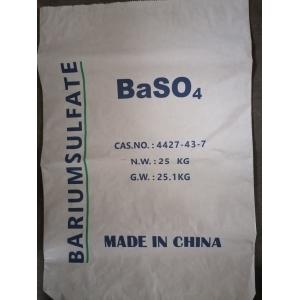 BARIUMSULFATE
BaSO₄
CAS.NO.: 4427-43-7
N.W.: 25 KG
G.W.: 25.1KG
MADE IN CHINA